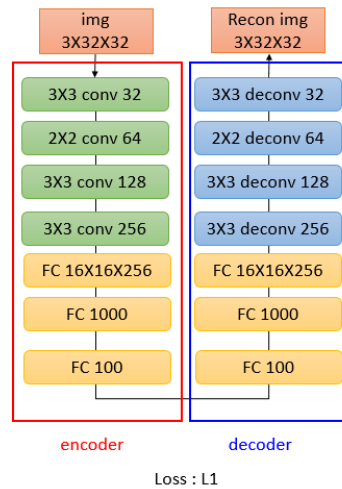 img
3X32X32
3X3 conv 32
2X2 conv 64
3X3 conv 128
3X3 conv 256
FC 16X16X256
FC 1000
FC 100
encoder
Recon img
3X32X32
3X3 deconv 32
2X2 deconv 64
3X3 deconv 128
3X3 deconv 256
FC 16X16X256
FC 1000
FC 100
decoder
Loss : L1